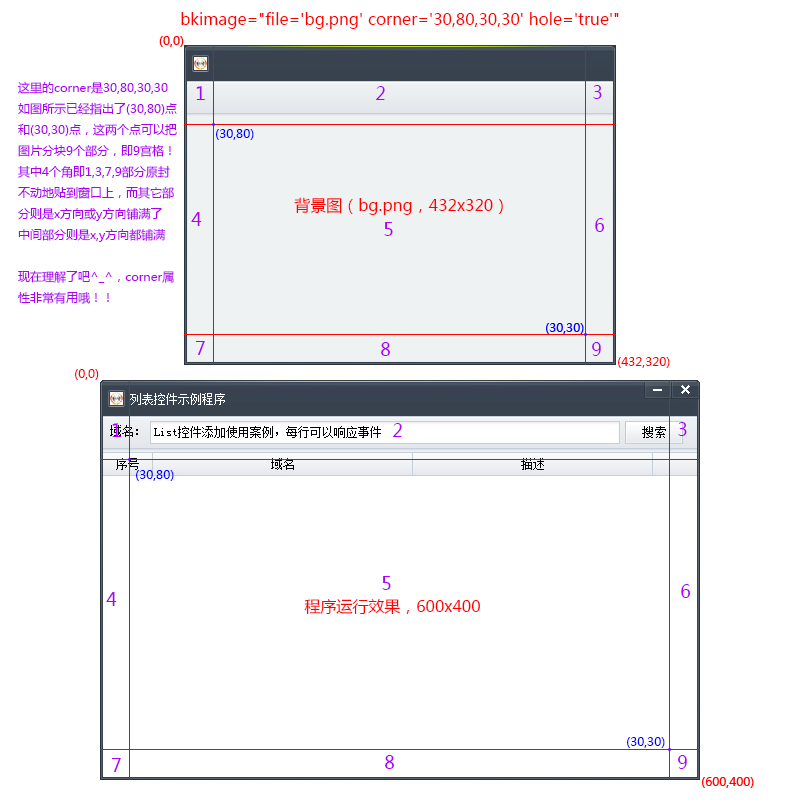 bkimage="file='bg.png' corner='30,80,30,30' hole='true'"
(0,0)
这里的corner是30,80,30,30
如图所示已经指出了(30,80)点
和(30,30)点，这两个点可以把
图片分块9个部分，即9宫格！
其中4个角即1,3,7,9部分原封
不动地贴到窗口上，而其它部
分则是x方向或y方向铺满了
中间部分则是x,y方向都铺满
现在理解了吧^_^，corner属
性非常有用哦！！
1
2
3
(30,80)
背景图（bg.png，432x320）
4
5
6
(30,30)
7
8
9
(432,320)
(0,0)
列表控件示例程序
域名：
1
List控件添加使用案例，每行可以响应事件
2
搜索
3
序号
域名
描述
(30,80)
5
4
6
程序运行效果，600x400
(30,30)
7
8
9
(600,400)